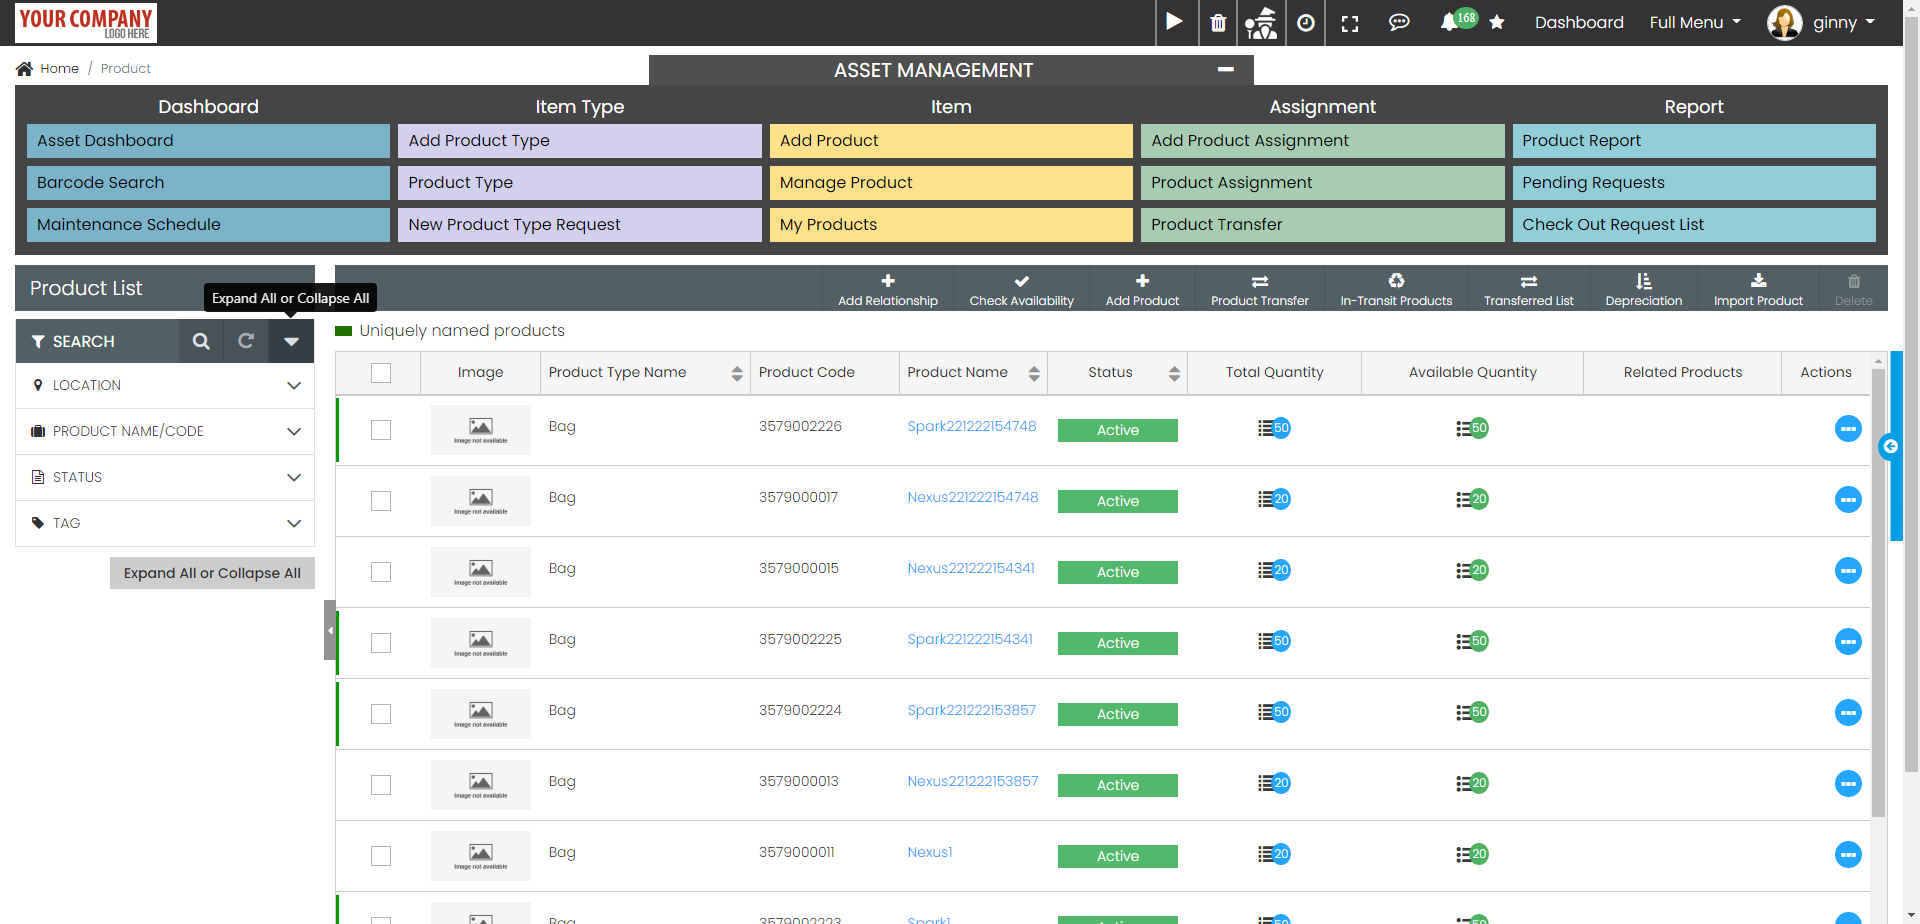 YOUR COMPANY
LOGO HERE
168
Dashboard
Full Menu
ginny
Home / Product
ASSET MANAGEMENT
Dashboard Item Type Item Assignment Report
Asset Dashboard Add Product Type Add Product Add Product Assignment Product Report
Barcode Search Product Type Manage Product Product Assignment Pending Requests
Maintenance Schedule New Product Type Request My Products Product Transfer Check Out Request List
Product List
Expand All or Collapse All
Add Relationship Check Availability Add Product Product Transfer In-Transit Products Transferred List Depreciation Import Product Delete
SEARCH
LOCATION
PRODUCT NAME/CODE
STATUS
TAG
Expand All or Collapse All
Uniquely named products
Image Product Type Name Product Code Product Name Status Total Quantity Available Quantity Related Products Actions
Image not available Bag 3579002226 Spark221222154748 Active 50 50
Image not available Bag 3579000017 Nexus221222154748 Active 20 20
Image not available Bag 3579000015 Nexus221222154341 Active 20 20
Image not available Bag 3579002225 Spark221222154341 Active 50 50
Image not available Bag 3579002224 Spark221222153857 Active 50 50
Image not available Bag 3579000013 Nexus221222153857 Active 20 20
Image not available Bag 3579000011 Nexus1 Active 20 20
Bag 3579002223 Spark1 Active 50 50